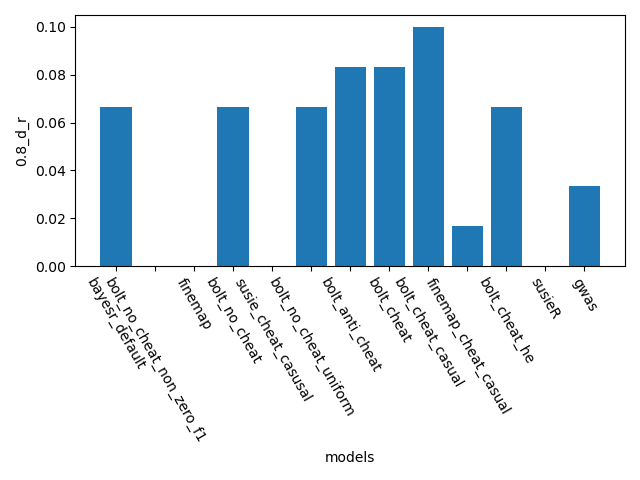 0.10
0.08
0.06
0.04
0.02
0.00
0.8_d_r
bayesr_default
bolt_no_cheat_non_zero_f1
finemap
bolt_no_cheat
susie_cheat_casusal
bolt_no_cheat_uniform
bolt_anti_cheat
bolt_cheat
bolt_cheat_casual
finemap_cheat_casual
bolt_cheat_he
susieR
gwas
models